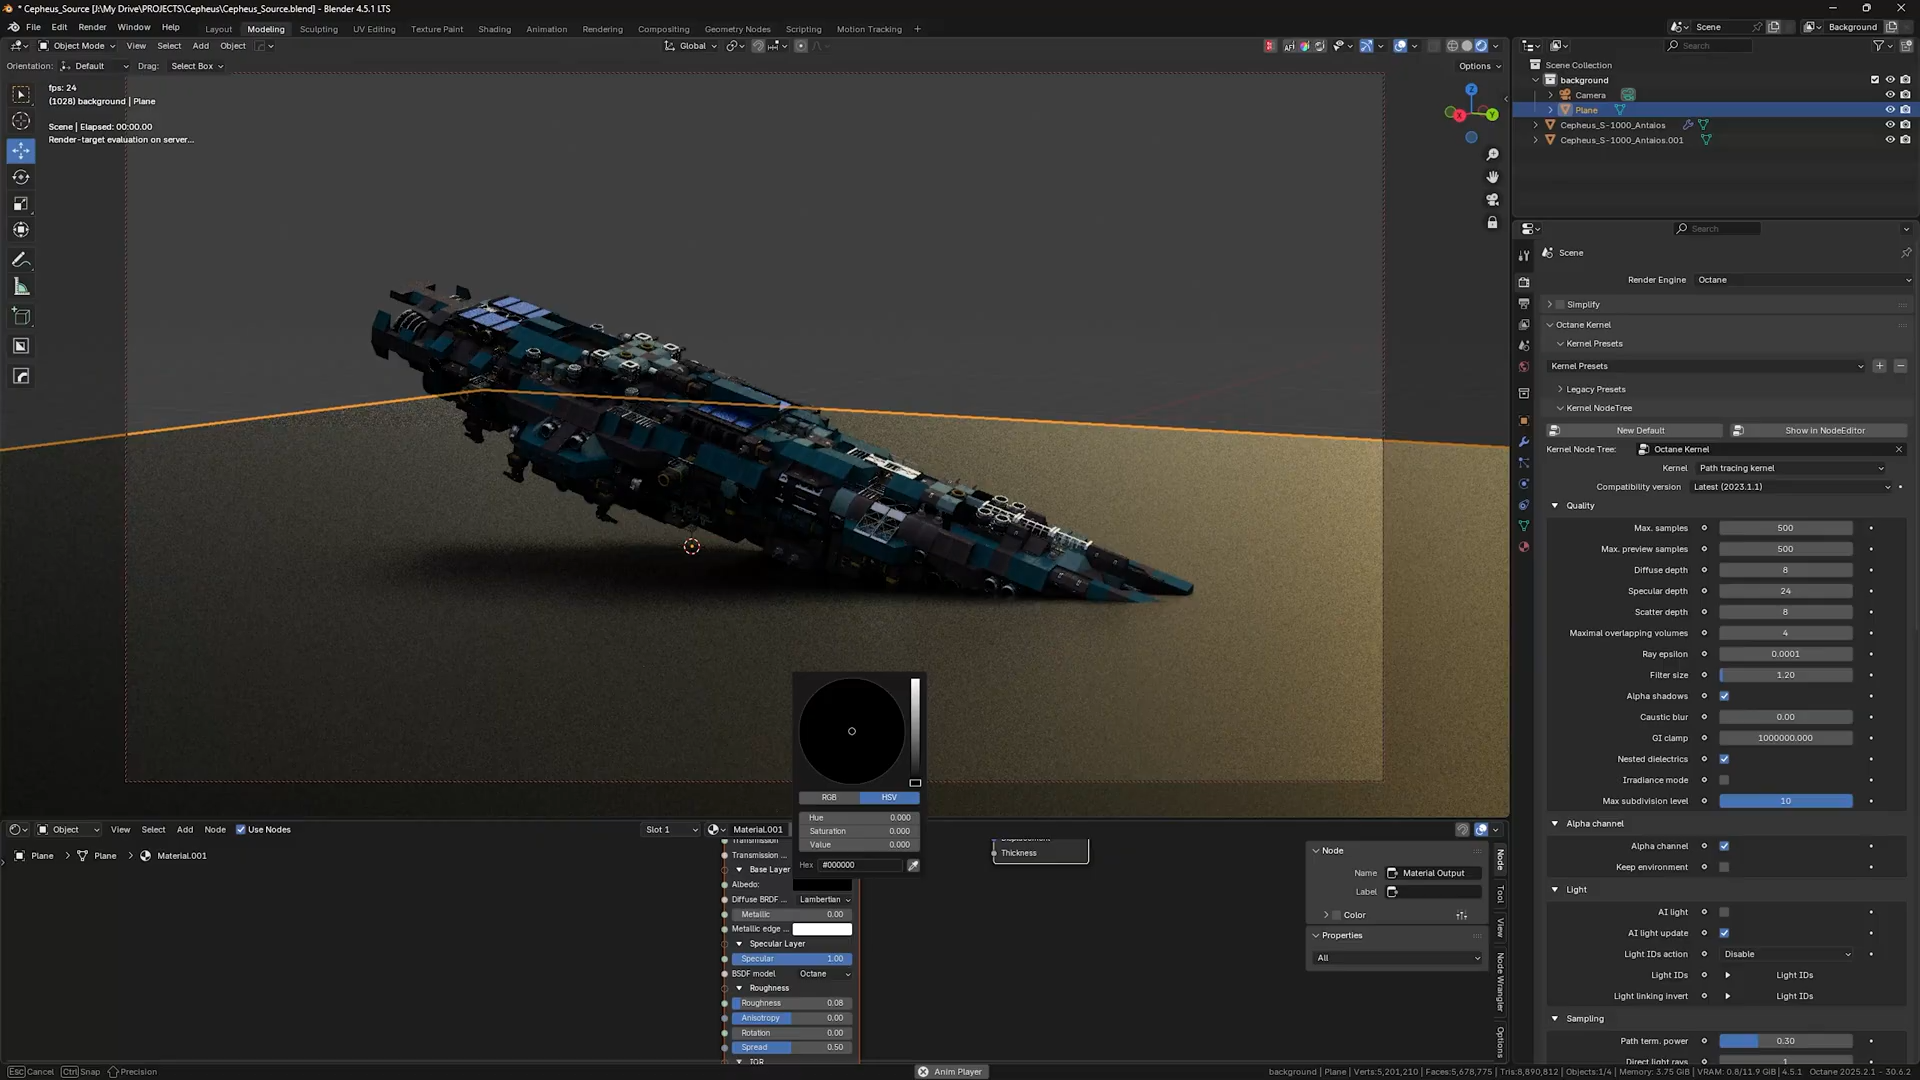 * Cepheus_Source [J:\My Drive\PROJECTS\Cepheus\Cepheus_Source.blend] - Blender 4.5.1 LTS
File Edit Render Window Help Layout Modeling Sculpting UV Editing Texture Paint Shading Animation Rendering Compositing Geometry Nodes Scripting Motion Tracking + Scene Background
Object Mode View Select Add Object Global Search
Orientation: Default Drag: Select Box Options
fps: 24
(1028) background | Plane
Scene | Elapsed: 00:00.00
Render-target evaluation on server...
Z
X
Y
Scene Collection
background
Camera
Plane
Cepheus_S-1000_Antaios
Cepheus_S-1000_Antaios.001
Search
Scene
Render Engine Octane
Simplify
Octane Kernel
Kernel Presets
Kernel Presets
Legacy Presets
Kernel NodeTree
New Default Show in NodeEditor
Kernel Node Tree: Octane Kernel
Kernel Path tracing kernel
Compatibility version Latest (2023.1.1)
Quality
Max. samples 500
Max. preview samples 500
Diffuse depth 8
Specular depth 24
Scatter depth 8
Maximal overlapping volumes 4
Ray epsilon 0.0001
Filter size 1.20
Alpha shadows
Caustic blur 0.00
GI clamp 1000000.000
Nested dielectrics
Irradiance mode
Max subdivision level 10
Alpha channel
Alpha channel
Keep environment
Light
AI light
AI light update
Light IDs action Disable
Light IDs Light IDs
Light linking invert Light IDs
Sampling
Path term. power 0.30
Direct light rays 1
RGB HSV
Hue 0.000
Saturation 0.000
Value 0.000
Hex #000000
Object View Select Add Node Use Nodes Slot 1 Material.001
Plane Plane Material.001
Transmission
Transmission ...
Base Layer
Albedo:
Diffuse BRDF ... Lambertian
Metallic 0.00
Metallic edge ...
Specular Layer
Specular 1.00
BSDF model Octane
Roughness
Roughness 0.08
Anisotropy 0.00
Rotation 0.00
Spread 0.50
IOR
Displacement
Thickness
Node
Name Material Output
Label
Color
Properties
All
Node
Tool
View
Node Wrangler
Options
Esc Cancel Ctrl Snap Precision Anim Player background | Plane | Verts:5,201,210 | Faces:5,678,775 | Tris:8,890,812 | Objects:1/4 | Memory: 3.75 GiB | VRAM: 0.8/11.9 GiB | 4.5.1 Octane 2025.2.1 - 30.6.2